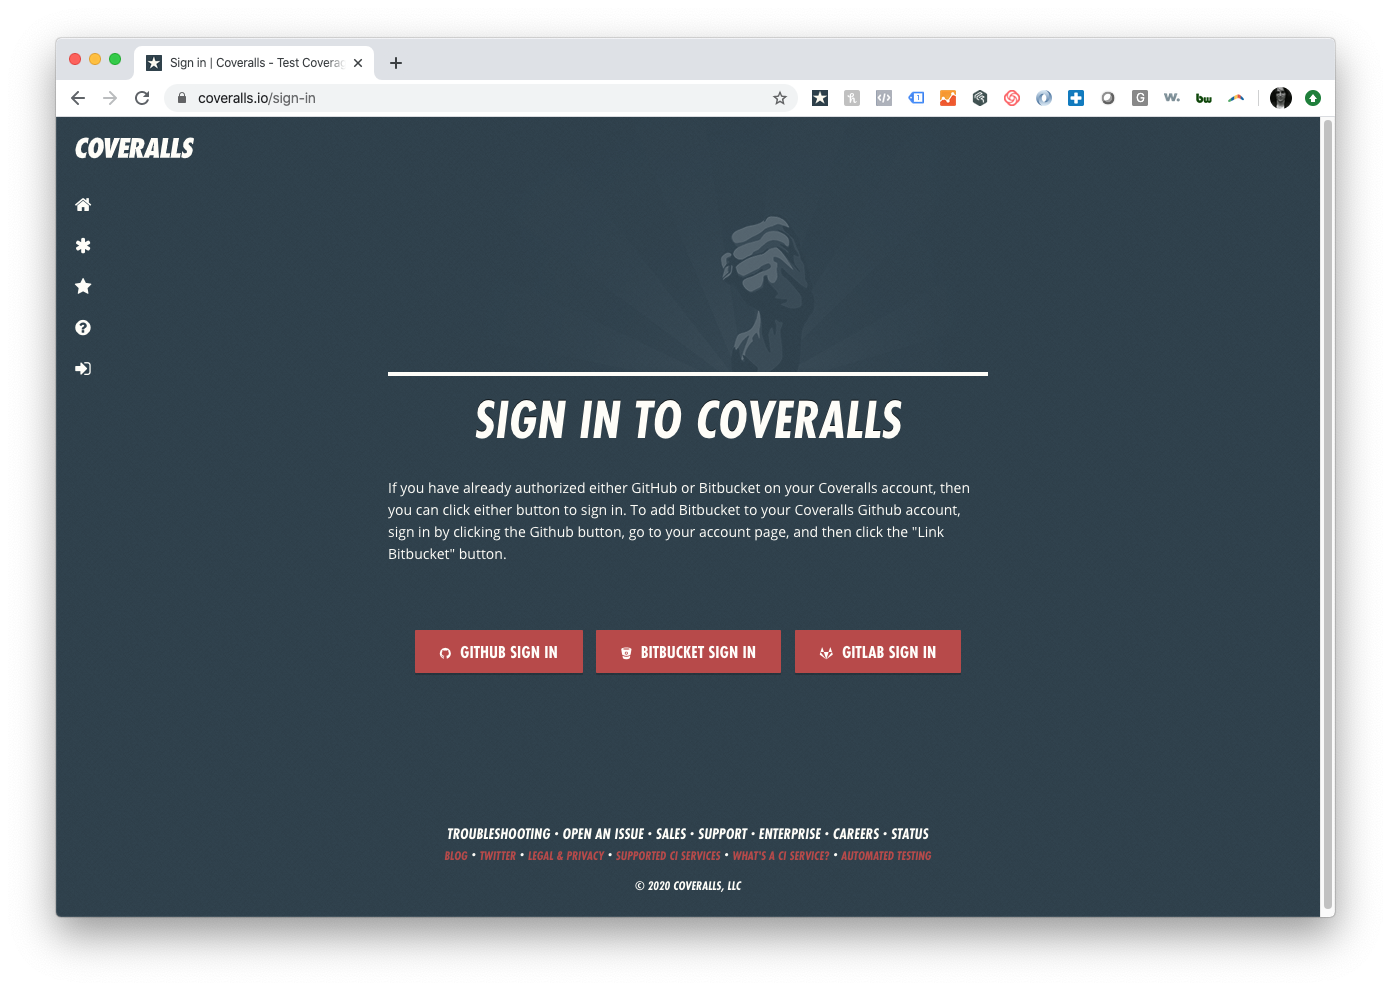 Sign in | Coveralls - Test Coverag
coveralls.io/sign-in
1
G
w.
bw
COVERALLS
SIGN IN TO COVERALLS
If you have already authorized either GitHub or Bitbucket on your Coveralls account, then
you can click either button to sign in. To add Bitbucket to your Coveralls Github account,
sign in by clicking the Github button, go to your account page, and then click the "Link
Bitbucket" button.
GITHUB SIGN IN
BITBUCKET SIGN IN
GITLAB SIGN IN
TROUBLESHOOTING • OPEN AN ISSUE • SALES • SUPPORT • ENTERPRISE • CAREERS • STATUS
BLOG • TWITTER • LEGAL & PRIVACY • SUPPORTED CI SERVICES • WHAT'S A CI SERVICE? • AUTOMATED TESTING
© 2020 COVERALLS, LLC